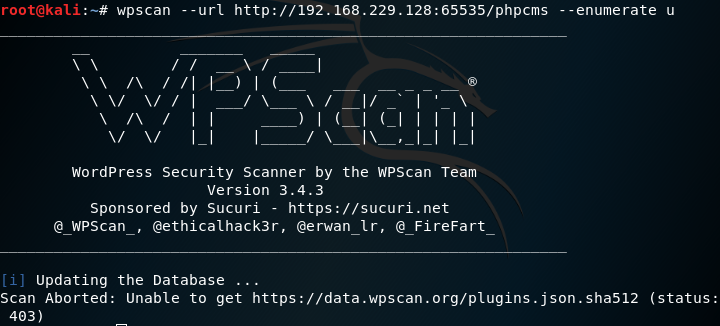 root@kali:~# wpscan --url http://192.168.229.128:65535/phpcms --enumerate u
WPScan ®
WordPress Security Scanner by the WPScan Team
Version 3.4.3
Sponsored by Sucuri - https://sucuri.net
@_WPScan_, @ethicalhack3r, @erwan_lr, @_FireFart_
[i] Updating the Database ...
Scan Aborted: Unable to get https://data.wpscan.org/plugins.json.sha512 (status:
403)